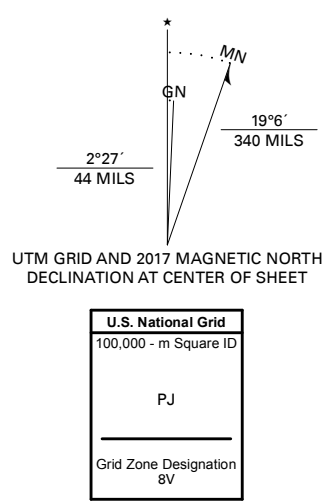 ★
MN
GN
19°6´
340 MILS
2°27´
44 MILS
UTM GRID AND 2017 MAGNETIC NORTH
DECLINATION AT CENTER OF SHEET
U.S. National Grid
100,000 - m Square ID
PJ
Grid Zone Designation
8V